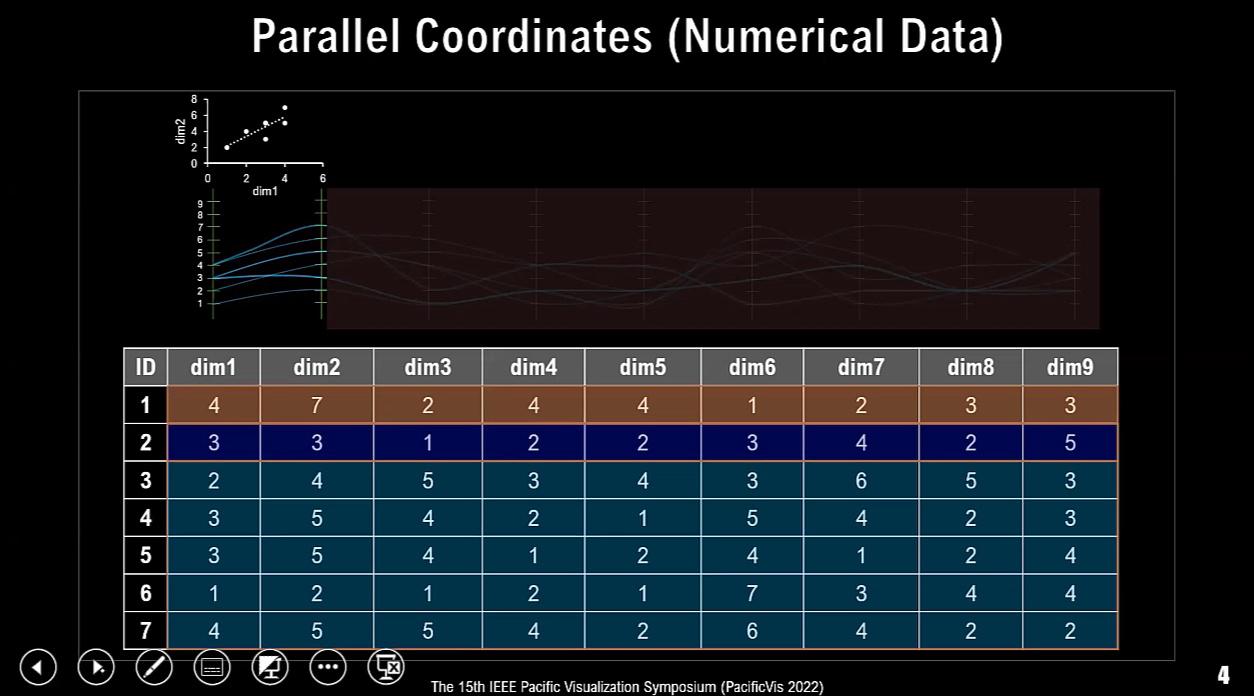 Parallel Coordinates (Numerical Data)
8
6
4
2
0
dim2
0 2 4 6
dim1
9
8
7
6
5
4
3
2
1
ID dim1 dim2 dim3 dim4 dim5 dim6 dim7 dim8 dim9
1 4 7 2 4 4 1 2 3 3
2 3 3 1 2 2 3 4 2 5
3 2 4 5 3 4 3 6 5 3
4 3 5 4 2 1 5 4 2 3
5 3 5 4 1 2 4 1 2 4
6 1 2 1 2 1 7 3 4 4
7 4 5 5 4 2 6 4 2 2
The 15th IEEE Pacific Visualization Symposium (PacificVis 2022)
4